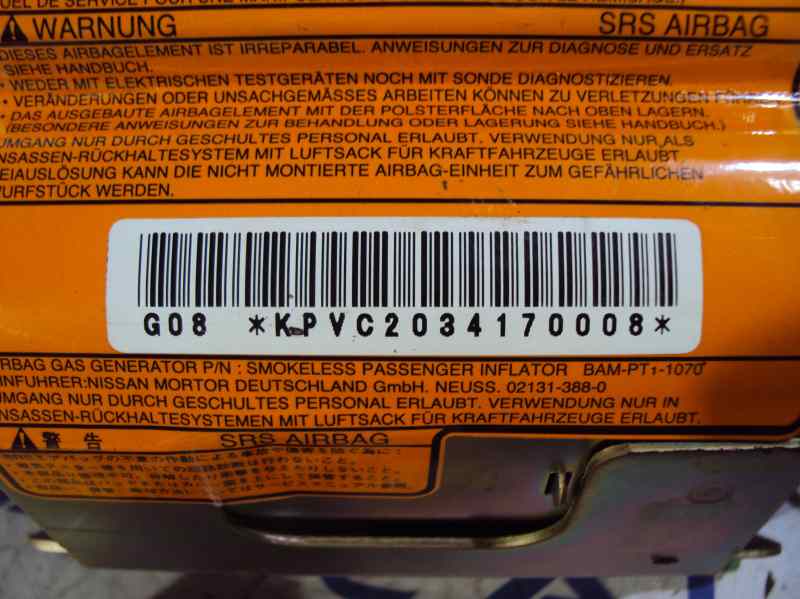 WARNUNG SRS AIRBAG
DIESES AIRBAGELEMENT IST IRREPARABEL. ANWEISUNGEN ZUR DIAGNOSE UND ERSATZ
SIEHE HANDBUCH.
• WEDER MIT ELEKTRISCHEN TESTGERÄTEN NOCH MIT SONDE DIAGNOSTIZIEREN.
• VERÄNDERUNGEN ODER UNSACHGEMÄSSES ARBEITEN KÖNNEN ZU VERLETZUNGEN
• DAS AUSGEBAUTE AIRBAGELEMENT MIT DER POLSTERFLÄCHE NACH OBEN LAGERN.
(BESONDERE ANWEISUNGEN ZUR BEHANDLUNG ODER LAGERUNG SIEHE HANDBUCH.)
UMGANG NUR DURCH GESCHULTES PERSONAL ERLAUBT. VERWENDUNG NUR ALS
NSASSEN-RÜCKHALTESYSTEM MIT LUFTSACK FÜR KRAFTFAHRZEUGE ERLAUBT
EIAUSLÖSUNG KANN DIE NICHT MONTIERTE AIRBAG-EINHEIT ZUM GEFÄHRLICHEN
WURFSTÜCK WERDEN.
G08 *KPVC2034170008*
IRBAG GAS GENERATOR P/N : SMOKELESS PASSENGER INFLATOR BAM-PT1-1070
INFUHRER:NISSAN MORTOR DEUTSCHLAND GmbH. NEUSS. 02131-388-0
UMGANG NUR DURCH GESCHULTES PERSONAL ERLAUBT. VERWENDUNG NUR IN
NSASSEN-RÜCKHALTESYSTEM MIT LUFTSACK FÜR KRAFTFAHRZEUGE ERLAUBT.
警告 SRS AIRBAG